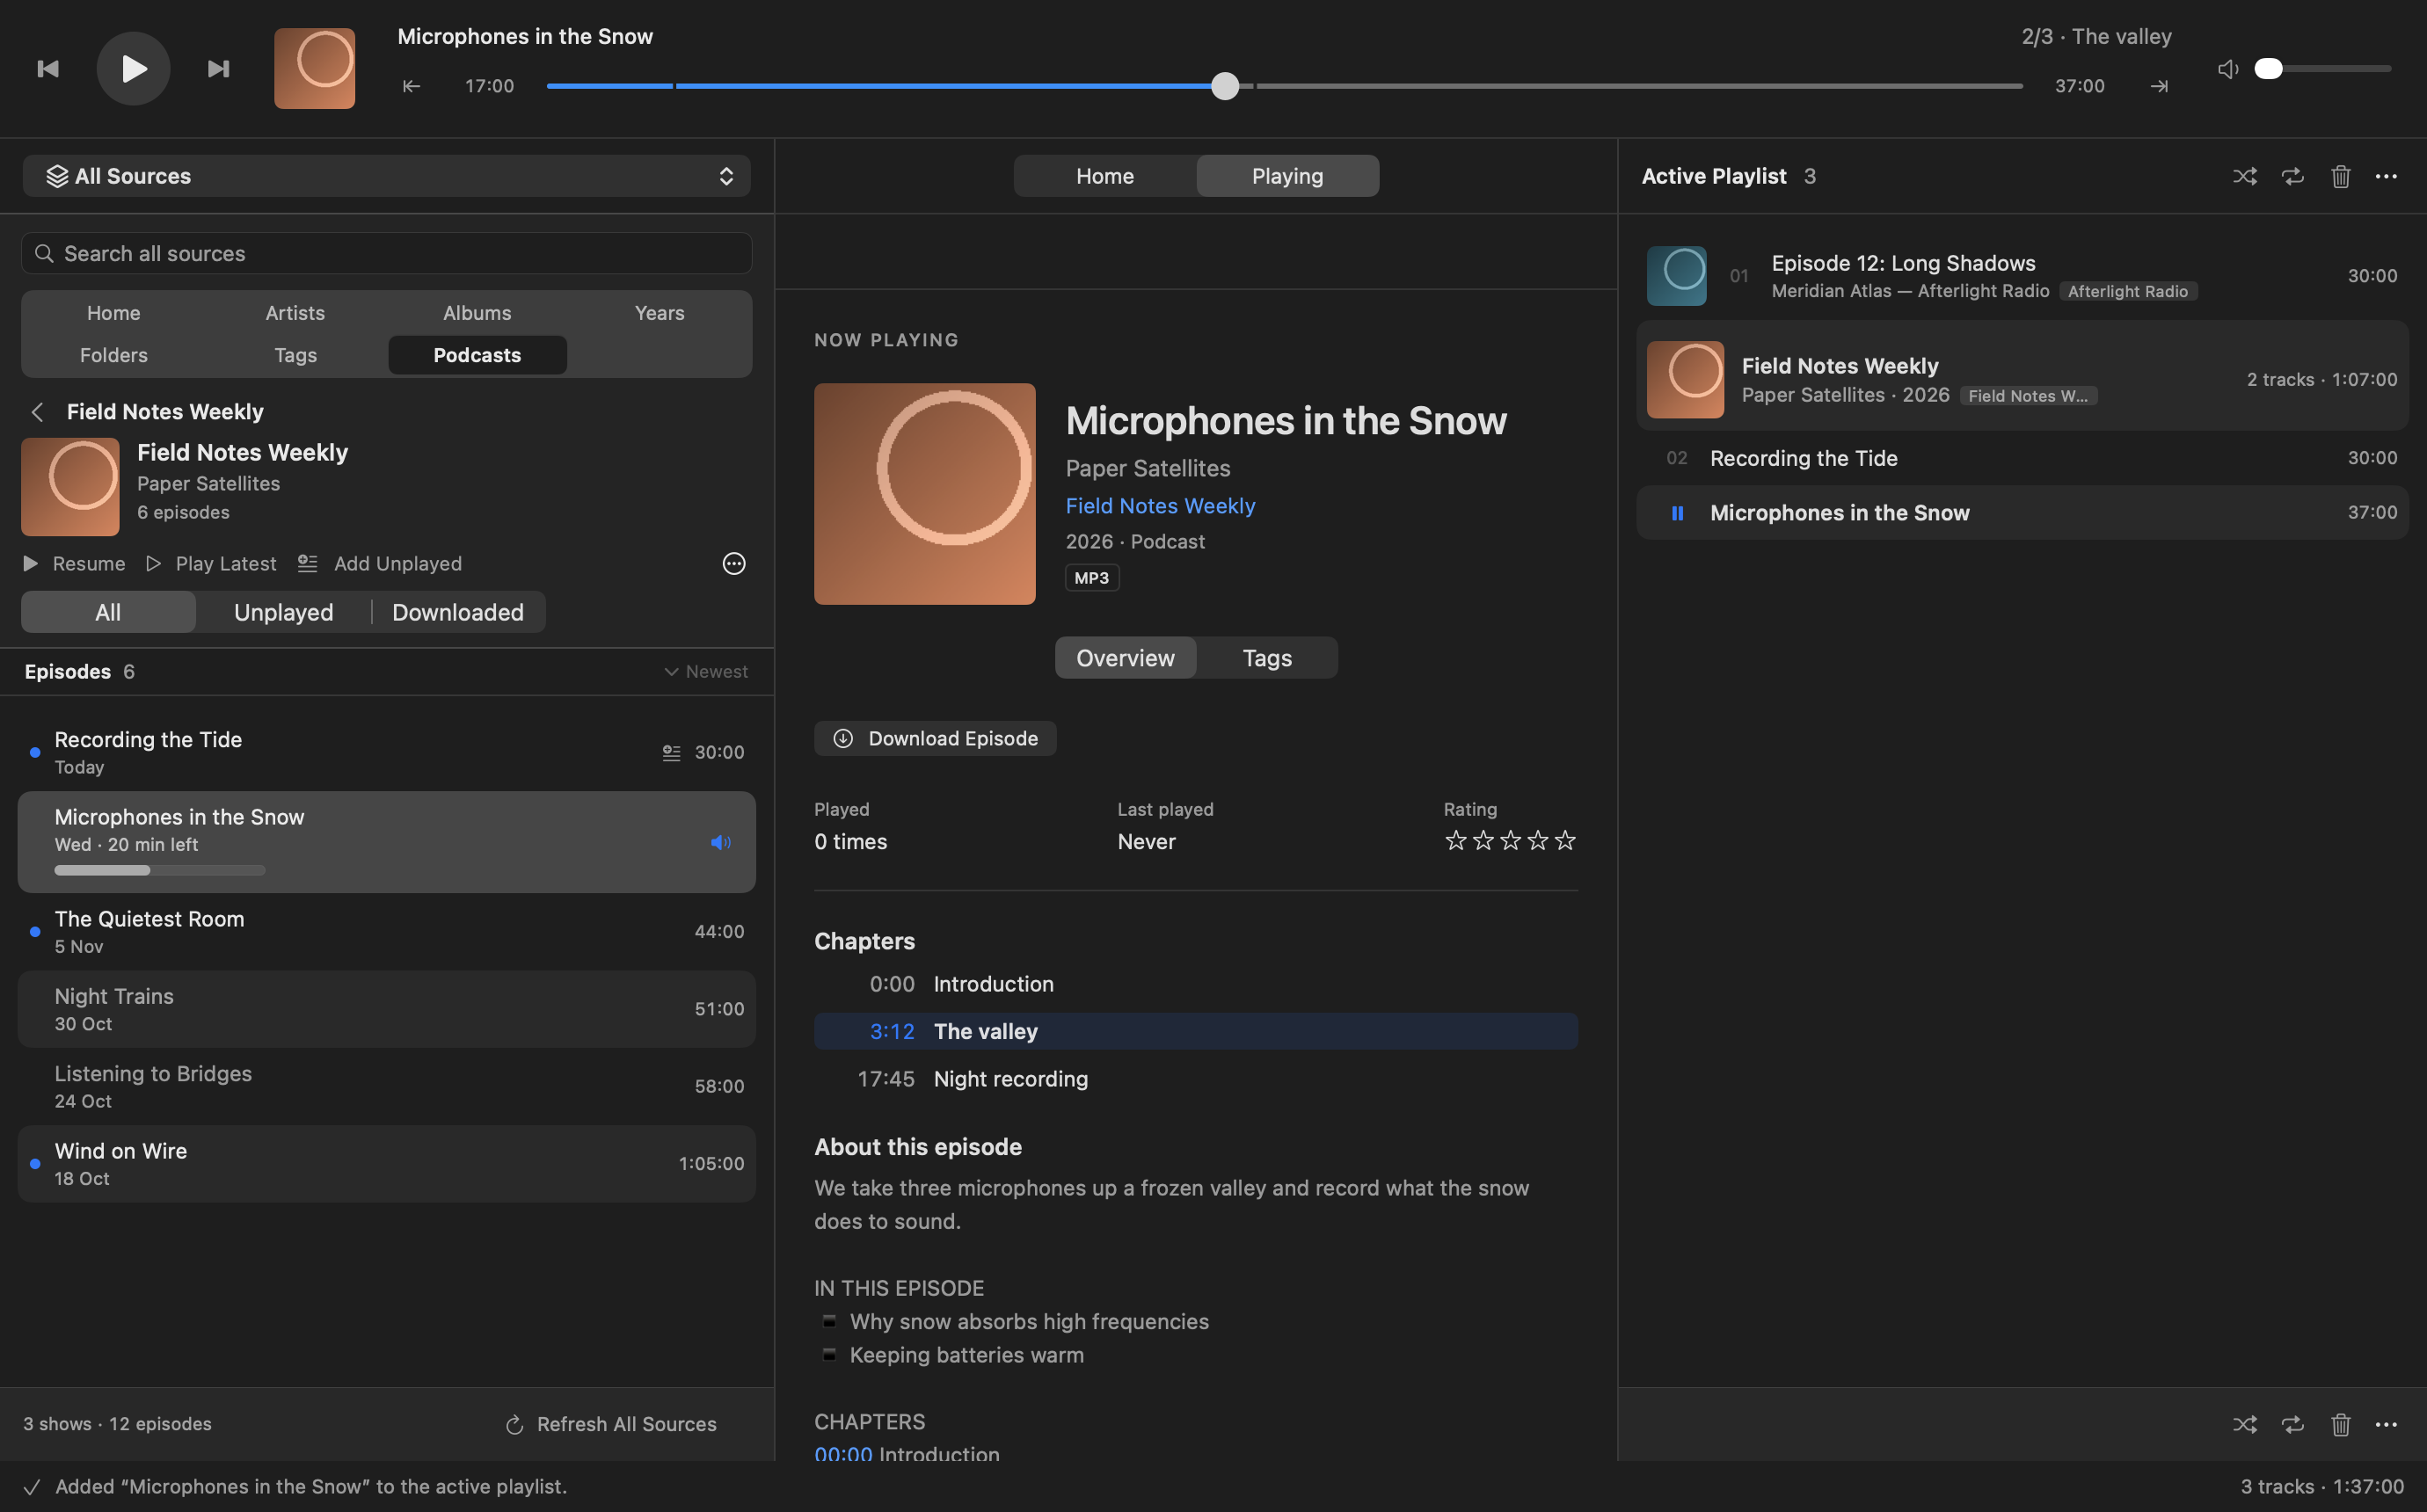 Microphones in the Snow
2/3 · The valley
17:00
37:00
All Sources
Search all sources
Home Artists Albums Years
Folders Tags Podcasts
Field Notes Weekly
Field Notes Weekly
Paper Satellites
6 episodes
Resume Play Latest Add Unplayed
All Unplayed Downloaded
Episodes 6 Newest
Recording the Tide
Today
30:00
Microphones in the Snow
Wed · 20 min left
The Quietest Room
5 Nov
44:00
Night Trains
30 Oct
51:00
Listening to Bridges
24 Oct
58:00
Wind on Wire
18 Oct
1:05:00
3 shows · 12 episodes
Refresh All Sources
Home Playing
NOW PLAYING
Microphones in the Snow
Paper Satellites
Field Notes Weekly
2026 · Podcast
MP3
Overview Tags
Download Episode
Played Last played Rating
0 times Never
Chapters
0:00 Introduction
3:12 The valley
17:45 Night recording
About this episode
We take three microphones up a frozen valley and record what the snow
does to sound.
IN THIS EPISODE
Why snow absorbs high frequencies
Keeping batteries warm
CHAPTERS
00:00 Introduction
Active Playlist 3
01
Episode 12: Long Shadows
Meridian Atlas — Afterlight Radio Afterlight Radio
30:00
Field Notes Weekly
Paper Satellites · 2026 Field Notes W...
2 tracks · 1:07:00
02 Recording the Tide 30:00
Microphones in the Snow 37:00
Added “Microphones in the Snow” to the active playlist.
3 tracks · 1:37:00